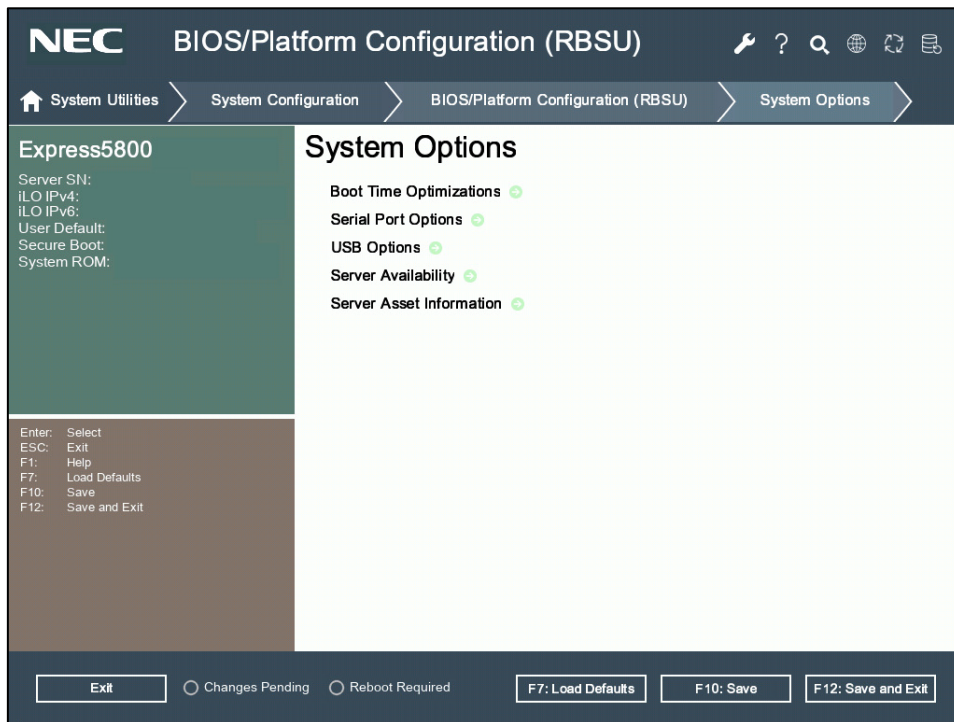 NEC BIOS/Platform Configuration (RBSU)
System Utilities System Configuration BIOS/Platform Configuration (RBSU) System Options
Express5800
Server SN:
iLO IPv4:
iLO IPv6:
User Default:
Secure Boot:
System ROM:
System Options
Boot Time Optimizations
Serial Port Options
USB Options
Server Availability
Server Asset Information
Enter: Select
ESC: Exit
F1: Help
F7: Load Defaults
F10: Save
F12: Save and Exit
Exit Changes Pending Reboot Required F7: Load Defaults F10: Save F12: Save and Exit